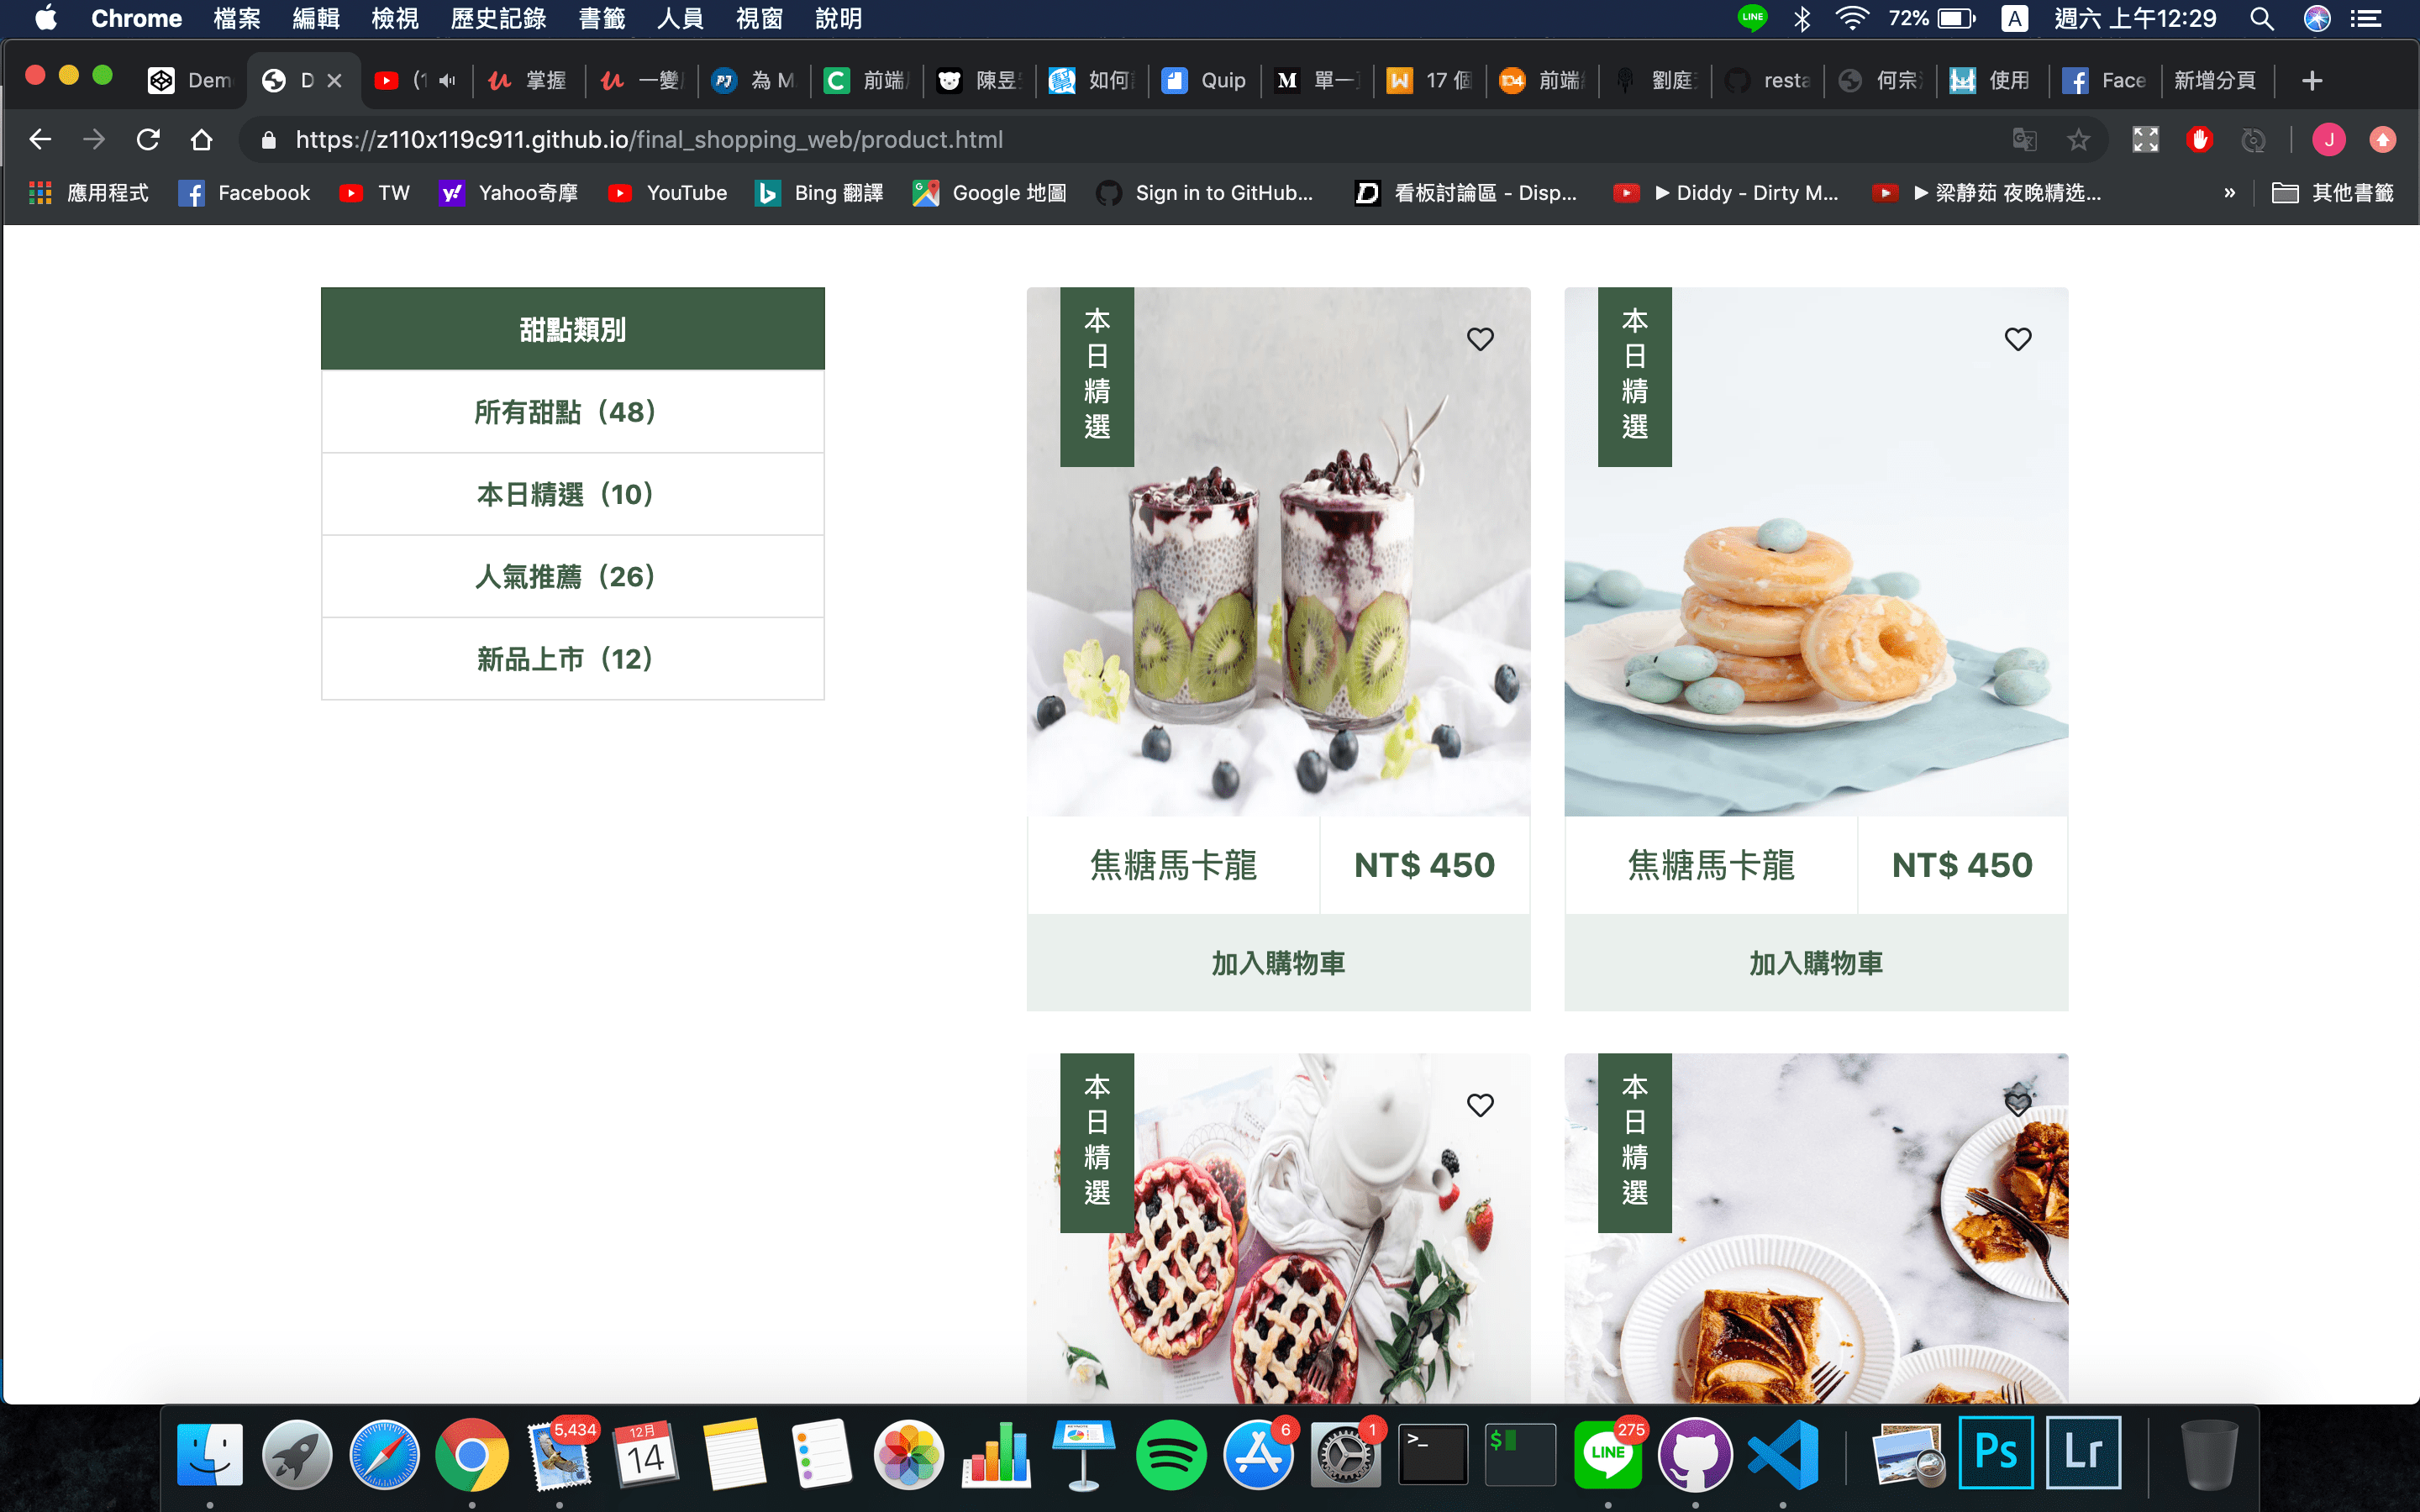 Chrome 檔案 編輯 檢視 歷史記錄 書籤 人員 視窗 說明 LINE 72% A 週六 上午12:29
Dem D (1 掌握 一變 為 M 前端 陳昱 如何 Quip 單一 17 個 前端 劉庭 resta 何宗 使用 Face 新增分頁
https://z110x119c911.github.io/final_shopping_web/product.html J
應用程式 Facebook TW Yahoo奇摩 YouTube Bing 翻譯 Google 地圖 Sign in to GitHub... 看板討論區 - Disp... ▶ Diddy - Dirty M... ▶ 梁静茹 夜晚精选... » 其他書籤
甜點類別
所有甜點（48）
本日精選（10）
人氣推薦（26）
新品上市（12）
本日精選
本日精選
焦糖馬卡龍 NT$ 450
焦糖馬卡龍 NT$ 450
加入購物車
加入購物車
本日精選
本日精選
5,434
12月
14
6
1
>_
$
LINE
275
Ps
Lr